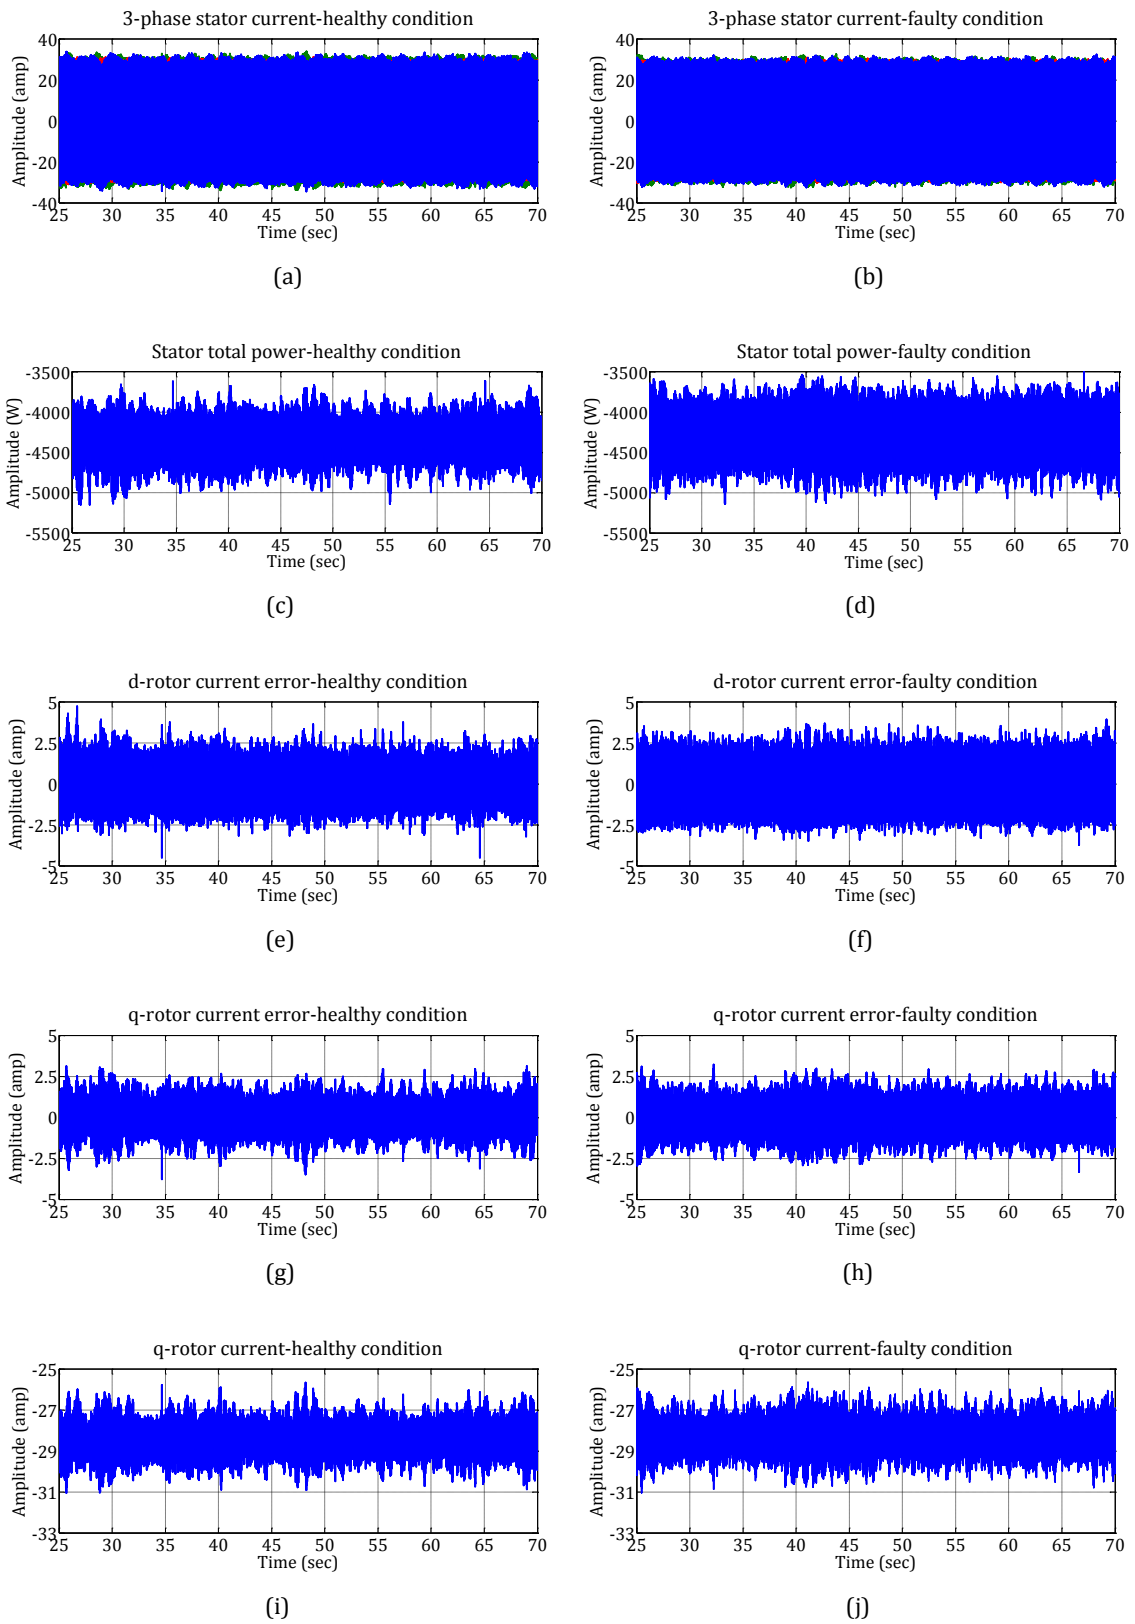 3-phase stator current-healthy condition
40
20
0
-20
-40
Amplitude (amp)
25 30 35 40 45 50 55 60 65 70
Time (sec)
(a)
3-phase stator current-faulty condition
40
20
0
-20
-40
Amplitude (amp)
25 30 35 40 45 50 55 60 65 70
Time (sec)
(b)
Stator total power-healthy condition
-3500
-4000
-4500
-5000
-5500
Amplitude (W)
25 30 35 40 45 50 55 60 65 70
Time (sec)
(c)
Stator total power-faulty condition
-3500
-4000
-4500
-5000
-5500
Amplitude (W)
25 30 35 40 45 50 55 60 65 70
Time (sec)
(d)
d-rotor current error-healthy condition
5
2.5
0
-2.5
-5
Amplitude (amp)
25 30 35 40 45 50 55 60 65 70
Time (sec)
(e)
d-rotor current error-faulty condition
5
2.5
0
-2.5
-5
Amplitude (amp)
25 30 35 40 45 50 55 60 65 70
Time (sec)
(f)
q-rotor current error-healthy condition
5
2.5
0
-2.5
-5
Amplitude (amp)
25 30 35 40 45 50 55 60 65 70
Time (sec)
(g)
q-rotor current error-faulty condition
5
2.5
0
-2.5
-5
Amplitude (amp)
25 30 35 40 45 50 55 60 65 70
Time (sec)
(h)
q-rotor current-healthy condition
-25
-27
-29
-31
-33
Amplitude (amp)
25 30 35 40 45 50 55 60 65 70
Time (sec)
(i)
q-rotor current-faulty condition
-25
-27
-29
-31
-33
Amplitude (amp)
25 30 35 40 45 50 55 60 65 70
Time (sec)
(j)